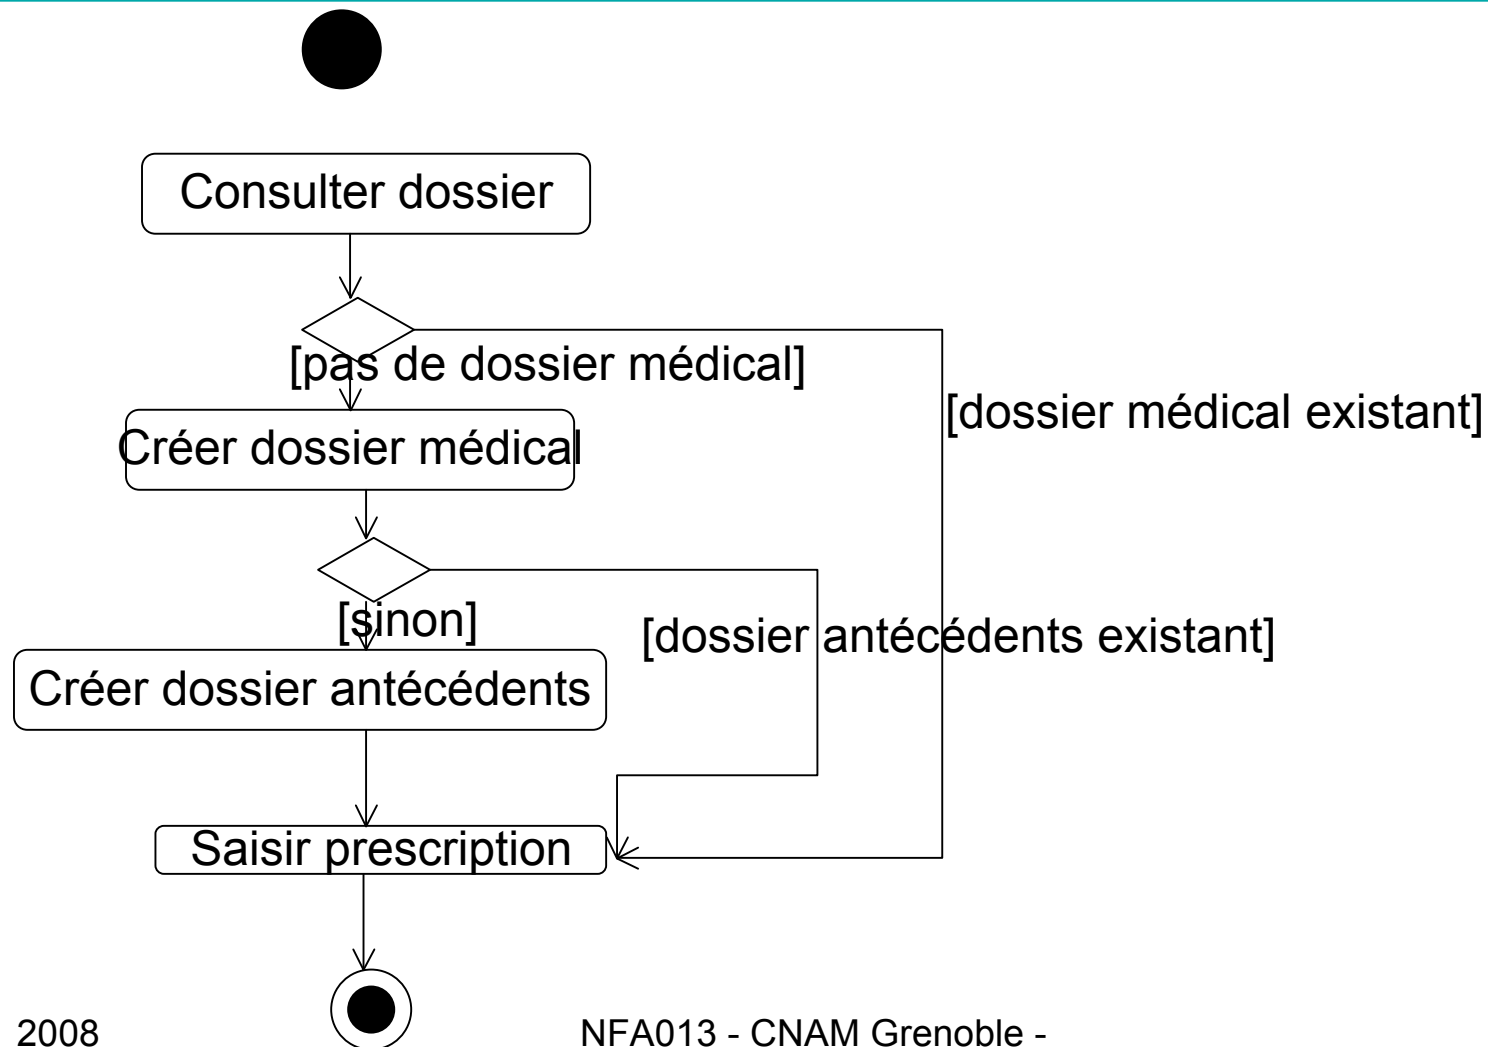 Consulter dossier
[pas de dossier médical]
[dossier médical existant]
Créer dossier médical
[sinon]
[dossier antécédents existant]
Créer dossier antécédents
Saisir prescription
2008
NFA013 - CNAM Grenoble -